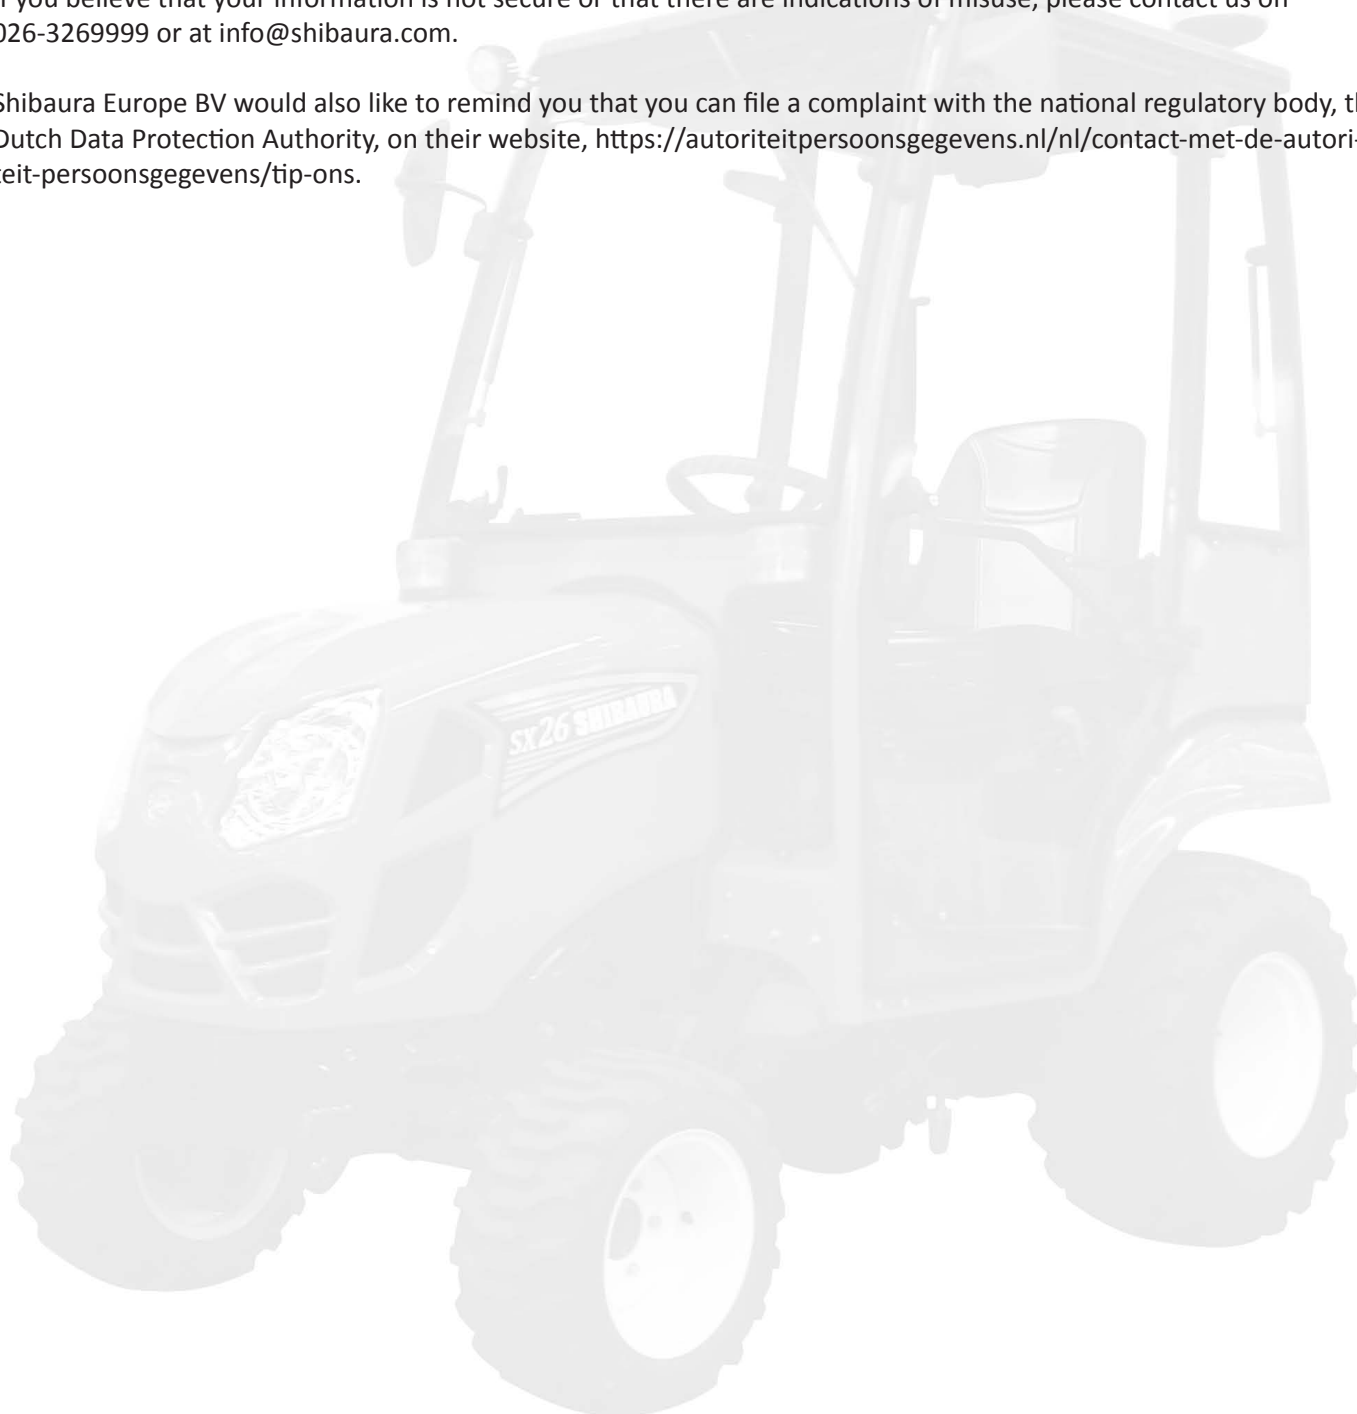 if you believe that your information is not secure or that there are indications of misuse, please contact us on
026-3269999 or at info@shibaura.com.
Shibaura Europe BV would also like to remind you that you can file a complaint with the national regulatory body, th
Dutch Data Protection Authority, on their website, https://autoriteitpersoonsgegevens.nl/nl/contact-met-de-autori-
teit-persoonsgegevens/tip-ons.
SX26 SHIBAURA